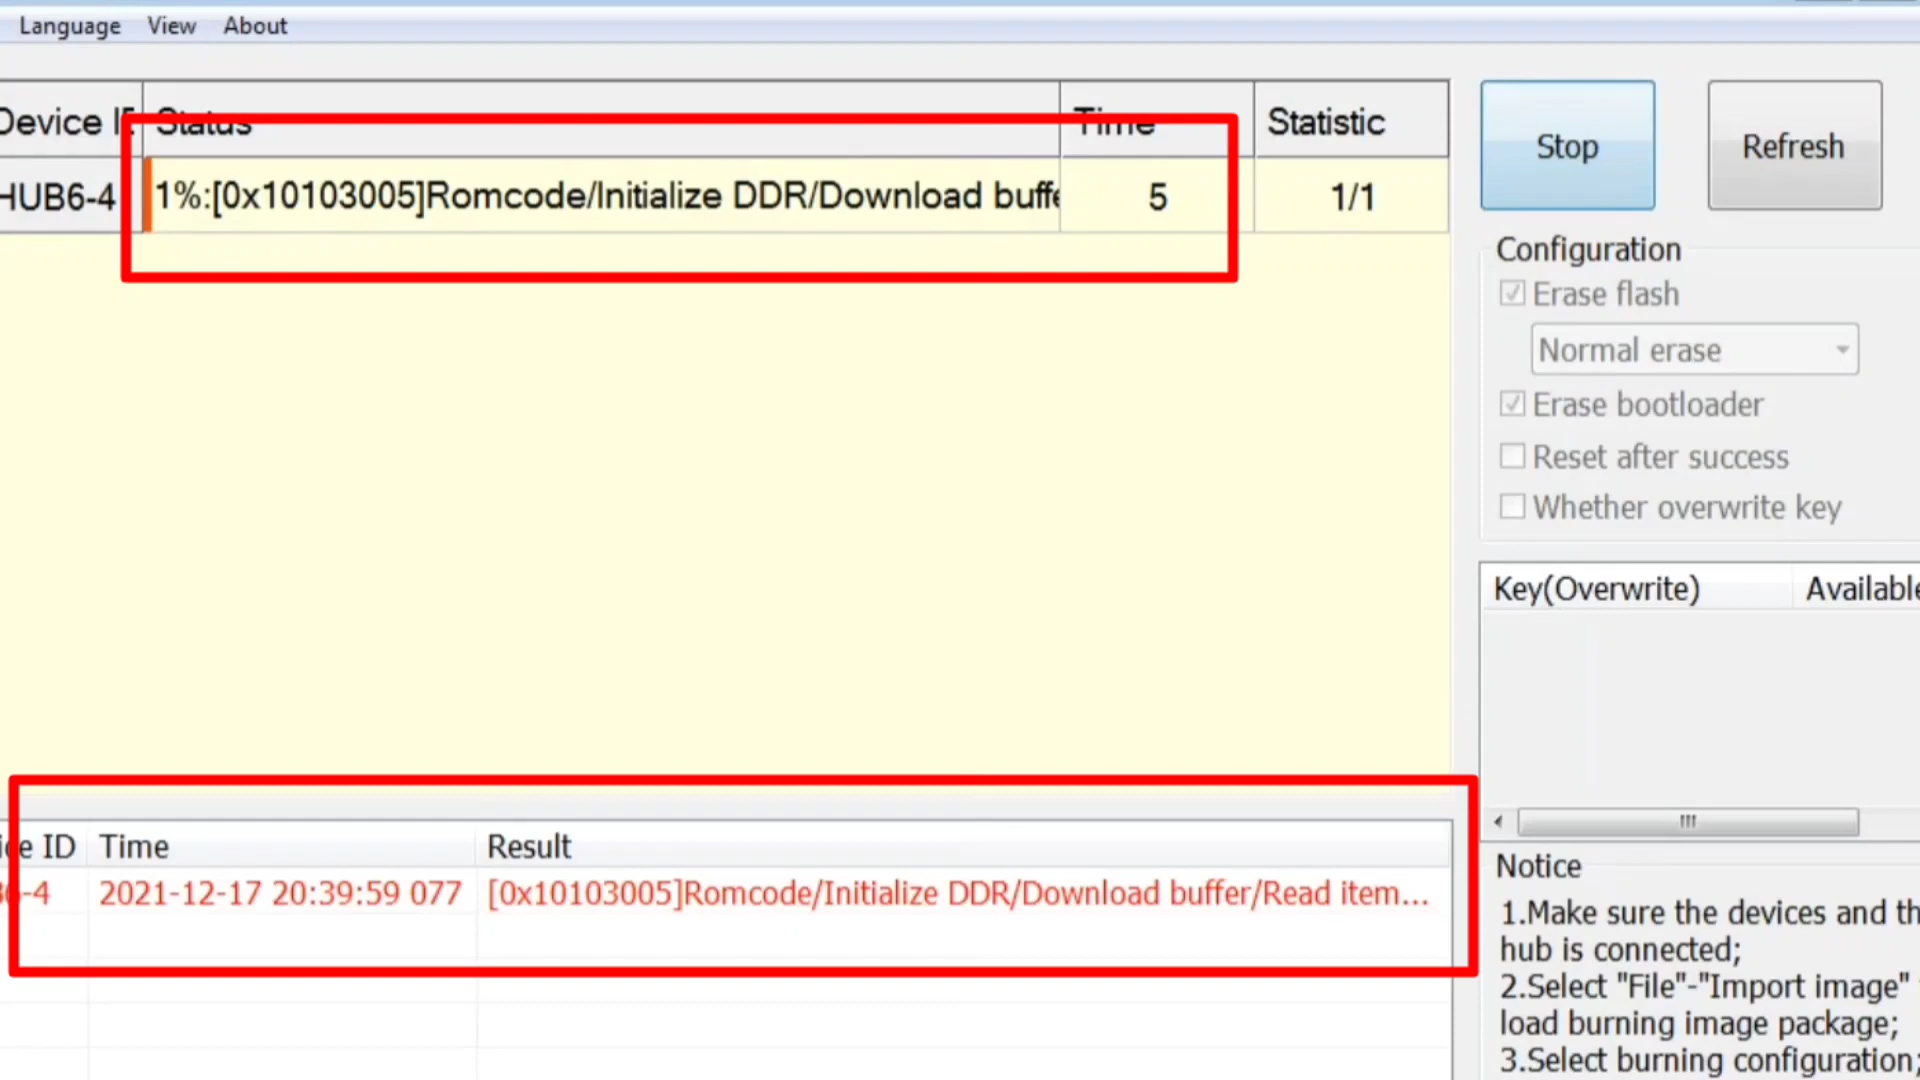 Language View About
Device I Status Time Statistic
HUB6-4 1%:[0x10103005]Romcode/Initialize DDR/Download buffe 5 1/1
Stop Refresh
Configuration
Erase flash
Normal erase
Erase bootloader
Reset after success
Whether overwrite key
Key(Overwrite) Available
ce ID Time Result
6-4 2021-12-17 20:39:59 077 [0x10103005]Romcode/Initialize DDR/Download buffer/Read item...
Notice
1.Make sure the devices and th
hub is connected;
2.Select "File"-"Import image"
load burning image package;
3.Select burning configuration;